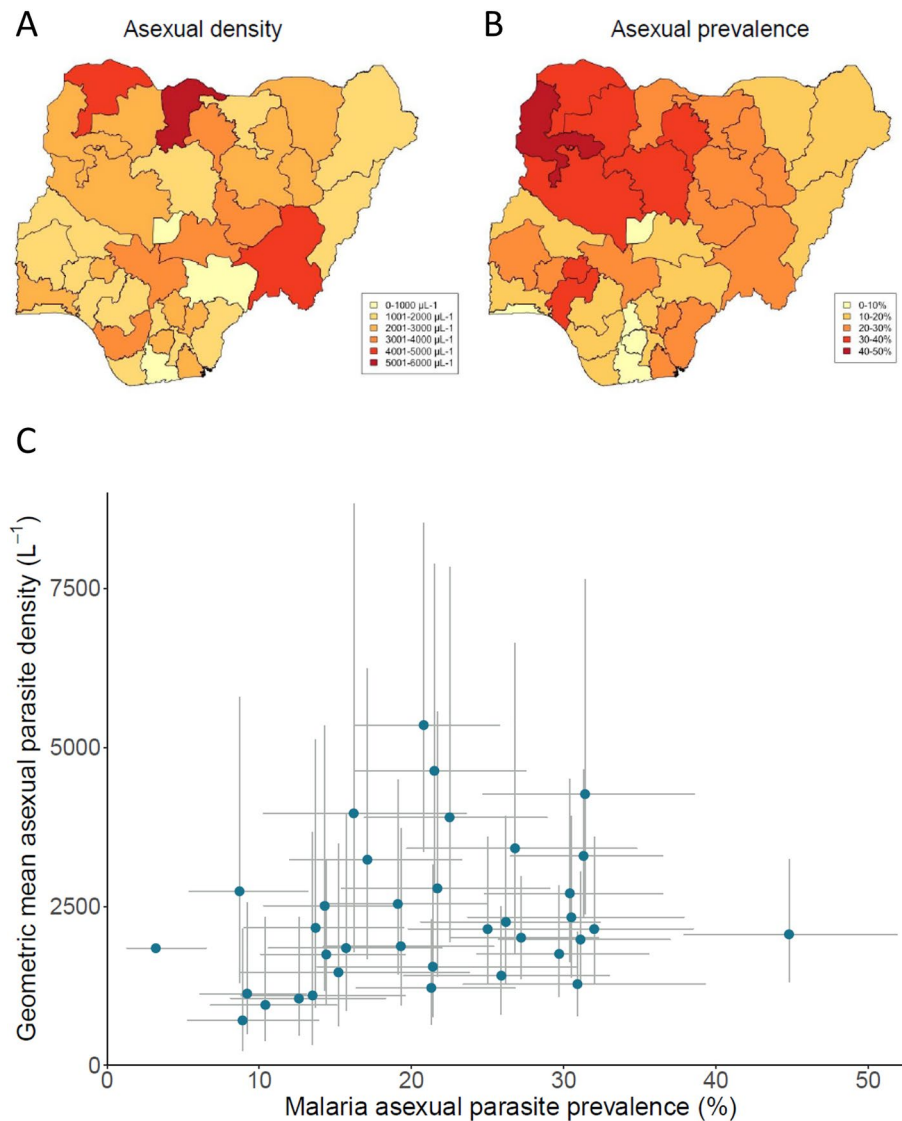 A
Asexual density
B
Asexual prevalence
0-1000 µL-1
1001-2000 µL-1
2001-3000 µL-1
3001-4000 µL-1
4001-5000 µL-1
5001-6000 µL-1
0-10%
10-20%
20-30%
30-40%
40-50%
C
Geometric mean asexual parasite density (L⁻¹)
7500
5000
2500
0
0 10 20 30 40 50
Malaria asexual parasite prevalence (%)